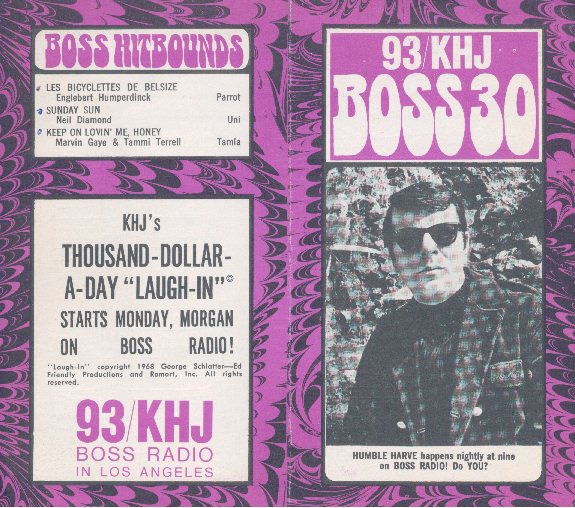 BOSS HITBOUNDS
LES BICYCLETTES DE BELSIZE
Englebert Humperdinck Parrot
SUNDAY SUN
Neil Diamond Uni
KEEP ON LOVIN' ME, HONEY
Marvin Gaye & Tammi Terrell Tamla
KHJ's
THOUSAND-DOLLAR-
A-DAY "LAUGH-IN"©
STARTS MONDAY, MORGAN
ON BOSS RADIO!
"Laugh-In" copyright 1968 George Schlatter—Ed
Friendly Productions and Romart, Inc. All rights
reserved.
93/KHJ
BOSS RADIO
IN LOS ANGELES
93/KHJ
BOSS 30
HUMBLE HARVE happens nightly at nine
on BOSS RADIO! Do YOU?